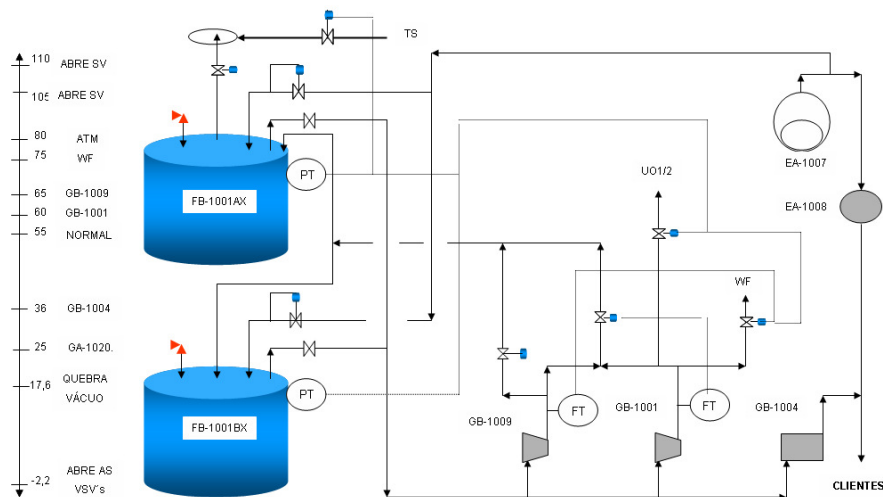 TS
110 ABRE SV
105 ABRE SV
80 ATM
75 WF
PT
65 GB-1009
FB-1001AX
60 GB-1001
55 NORMAL
UO1/2
EA-1007
EA-1008
36 GB-1004
WF
25 GA-1020.
17,6 QUEBRA
VÁCUO
PT
FB-1001BX
GB-1009
FT
GB-1001
FT
GB-1004
-2,2 ABRE AS
VSV´s
CLIENTES